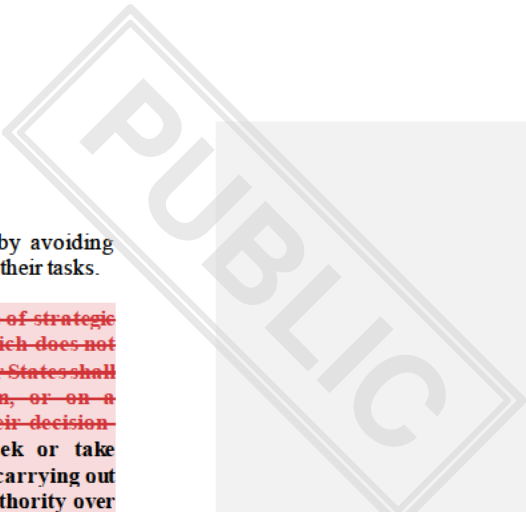 by avoiding
their tasks.
of strategic
ich does not
States shall
or on a
eir decision-
ek or take
carrying out
thority over
PUBLIC